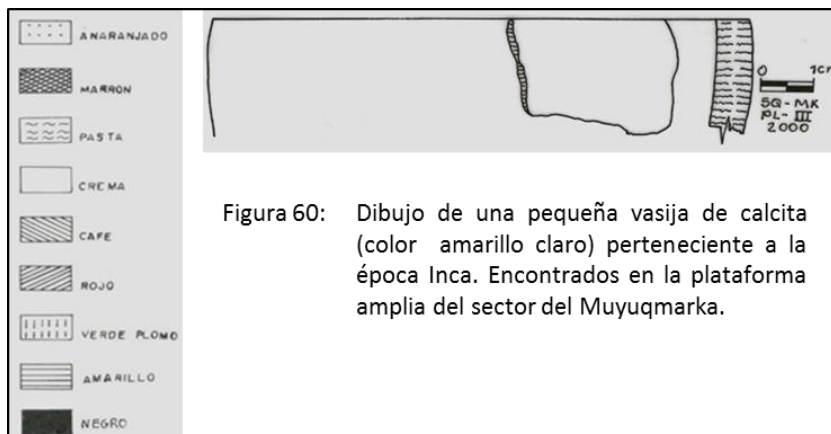 ANARANJADO
MARRON
PASTA
CREMA
CAFE
ROJO
VERDE PLOMO
AMARILLO
NEGRO
0 1cm
SQ-MK
PL-III
2000
Figura 60: Dibujo de una pequeña vasija de calcita
(color amarillo claro) perteneciente a la
época Inca. Encontrados en la plataforma
amplia del sector del Muyuqmarka.